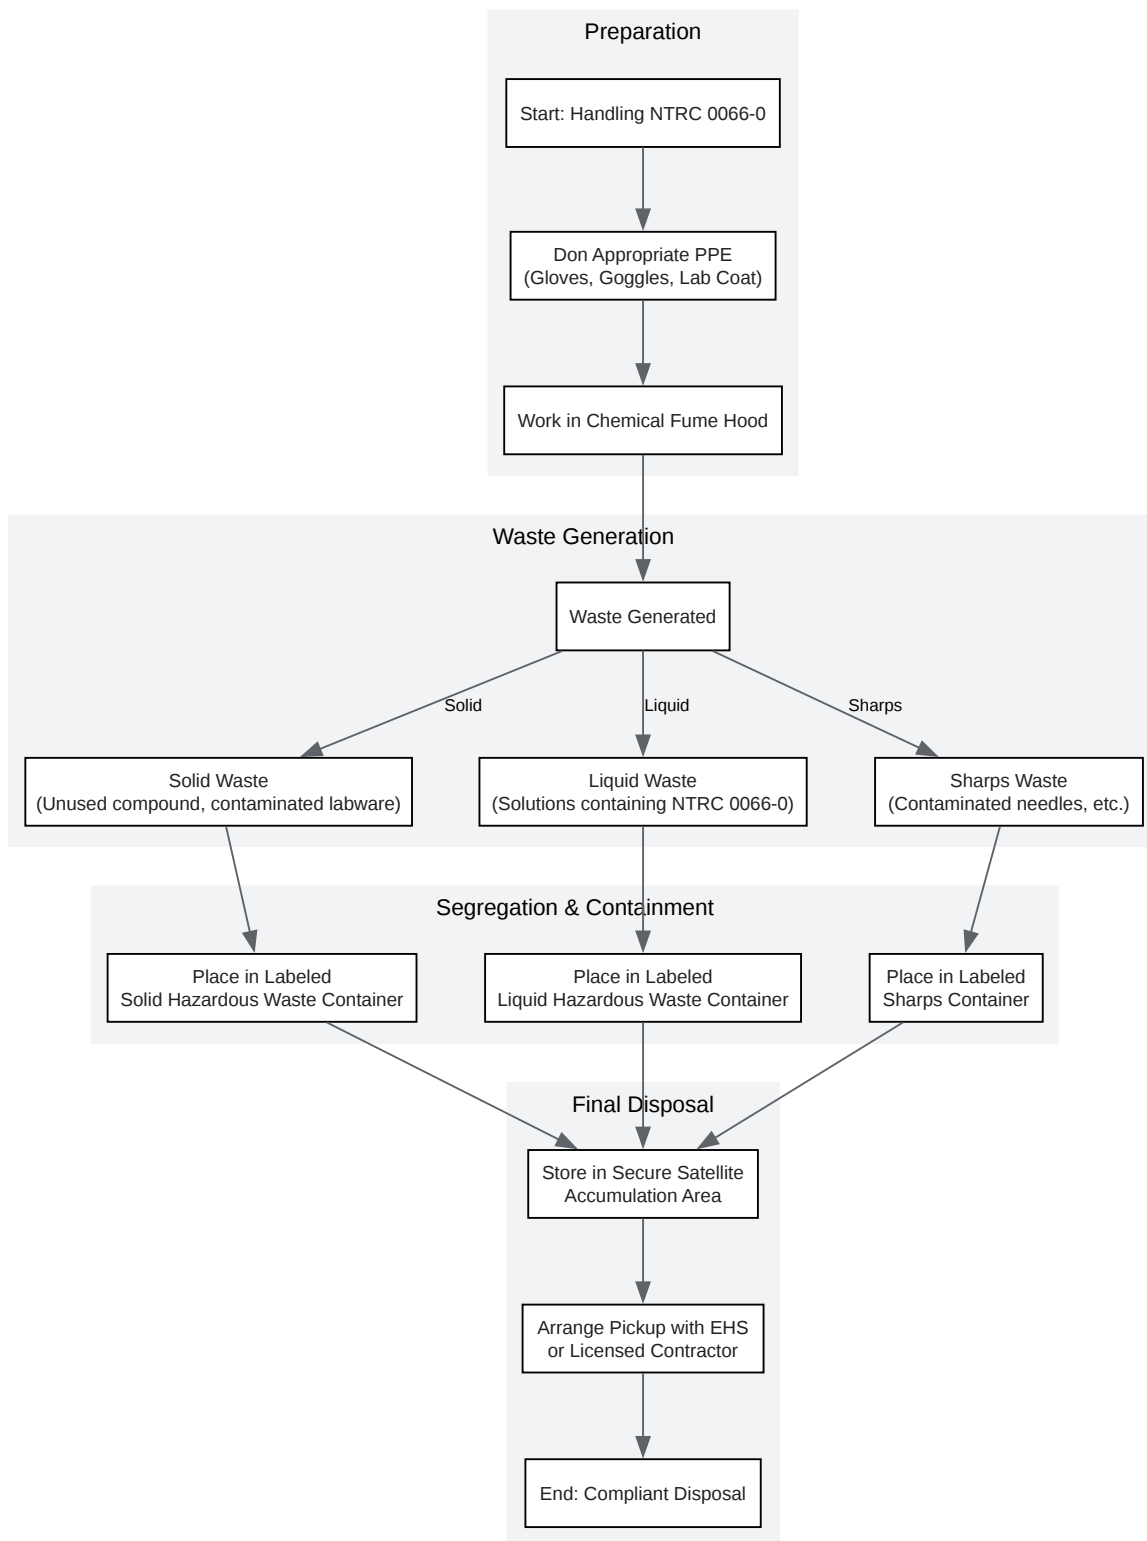 Preparation
Start: Handling NTRC 0066-0
Don Appropriate PPE
(Gloves, Goggles, Lab Coat)
Work in Chemical Fume Hood
Waste Generation
Waste Generated
Solid
Liquid
Sharps
Solid Waste
(Unused compound, contaminated labware)
Liquid Waste
(Solutions containing NTRC 0066-0)
Sharps Waste
(Contaminated needles, etc.)
Segregation & Containment
Place in Labeled
Solid Hazardous Waste Container
Place in Labeled
Liquid Hazardous Waste Container
Place in Labeled
Sharps Container
Final Disposal
Store in Secure Satellite
Accumulation Area
Arrange Pickup with EHS
or Licensed Contractor
End: Compliant Disposal